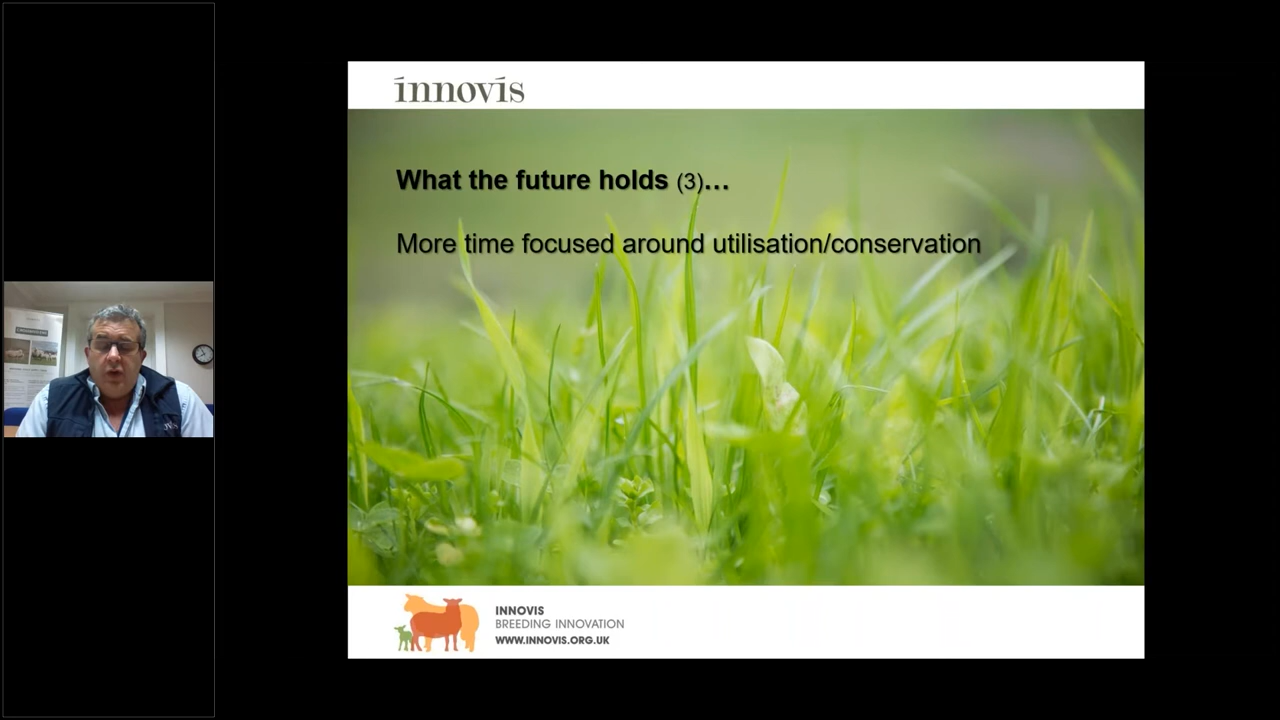 innovis
What the future holds (3)...
More time focused around utilisation/conservation
INNOVIS
BREEDING INNOVATION
WWW.INNOVIS.ORG.UK